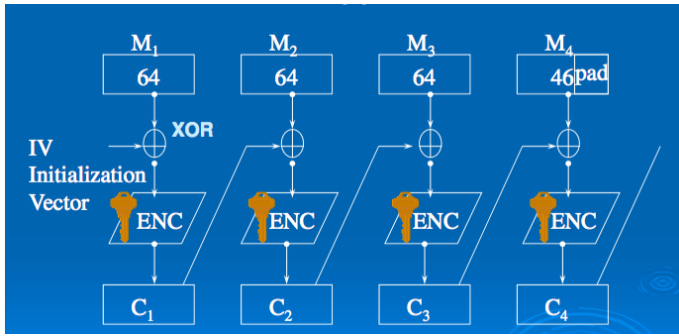 M1 M2 M3 M4
64 64 64 46 pad
XOR
IV
Initialization
Vector
ENC ENC ENC ENC
C1 C2 C3 C4